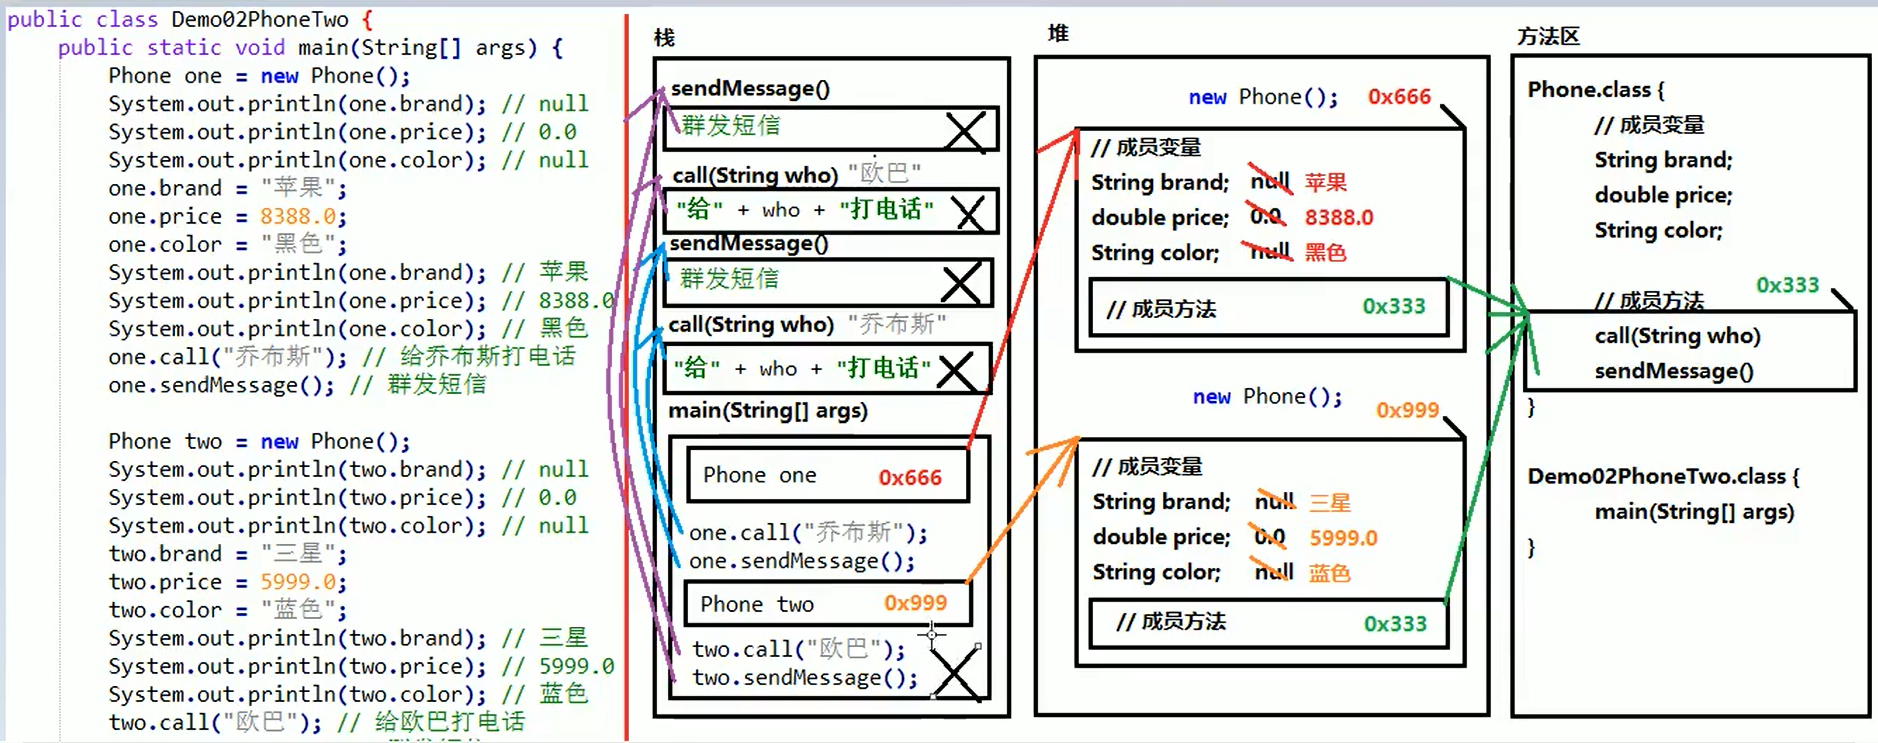 public class Demo02PhoneTwo {
public static void main(String[] args) {
Phone one = new Phone();
System.out.println(one.brand); // null
System.out.println(one.price); // 0.0
System.out.println(one.color); // null
one.brand = "苹果";
one.price = 8388.0;
one.color = "黑色";
System.out.println(one.brand); // 苹果
System.out.println(one.price); // 8388.0
System.out.println(one.color); // 黑色
one.call("乔布斯"); // 给乔布斯打电话
one.sendMessage(); // 群发短信
Phone two = new Phone();
System.out.println(two.brand); // null
System.out.println(two.price); // 0.0
System.out.println(two.color); // null
two.brand = "三星";
two.price = 5999.0;
two.color = "蓝色";
System.out.println(two.brand); // 三星
System.out.println(two.price); // 5999.0
System.out.println(two.color); // 蓝色
two.call("欧巴"); // 给欧巴打电话
栈
sendMessage()
群发短信
call(String who) "欧巴"
"给" + who + "打电话"
sendMessage()
群发短信
call(String who) "乔布斯"
"给" + who + "打电话"
main(String[] args)
Phone one 0x666
one.call("乔布斯");
one.sendMessage();
Phone two 0x999
two.call("欧巴");
two.sendMessage();
堆
new Phone(); 0x666
// 成员变量
String brand; null 苹果
double price; 0.0 8388.0
String color; null 黑色
// 成员方法 0x333
new Phone(); 0x999
// 成员变量
String brand; null 三星
double price; 0.0 5999.0
String color; null 蓝色
// 成员方法 0x333
方法区
Phone.class {
// 成员变量
String brand;
double price;
String color;
// 成员方法 0x333
call(String who)
sendMessage()
}
Demo02PhoneTwo.class {
main(String[] args)
}